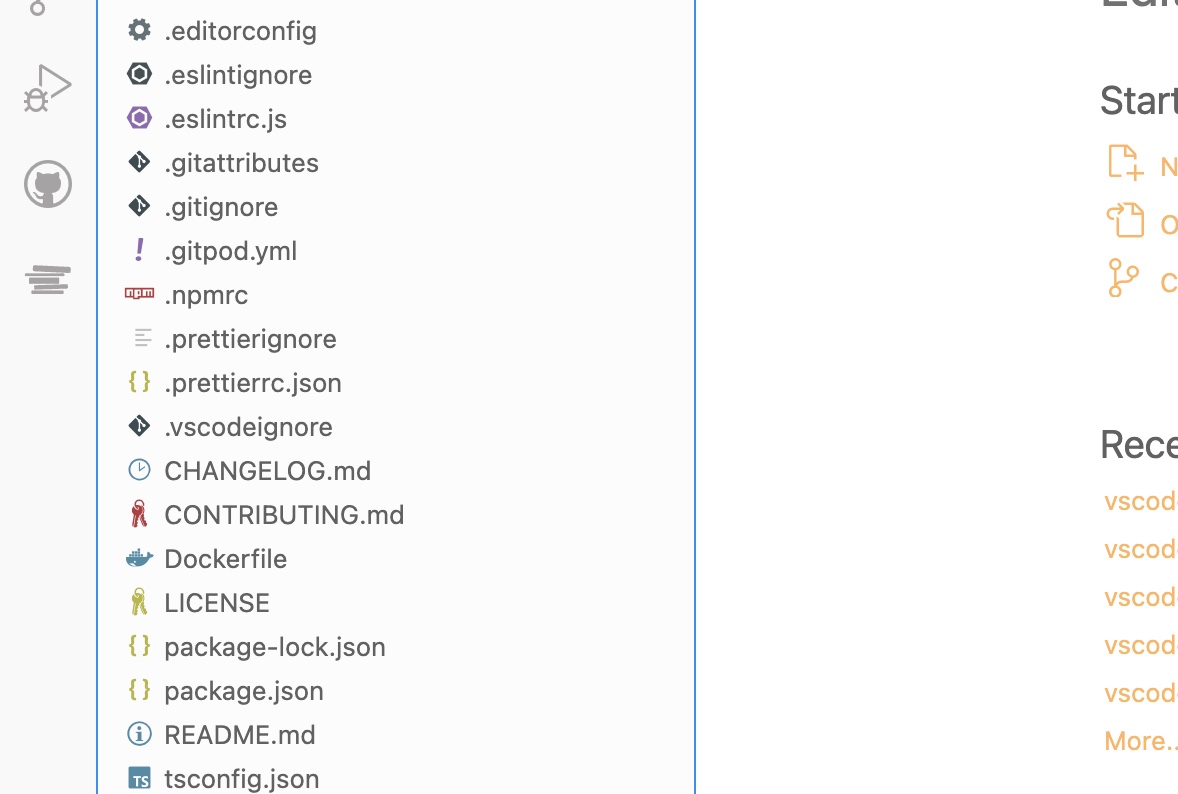 .editorconfig
.eslintignore
.eslintrc.js
.gitattributes
.gitignore
.gitpod.yml
.npmrc
.prettierignore
.prettierrc.json
.vscodeignore
CHANGELOG.md
CONTRIBUTING.md
Dockerfile
LICENSE
package-lock.json
package.json
README.md
TS tsconfig.json
Start
N
O
C
Rece
vscod
vscod
vscod
vscod
vscod
More..